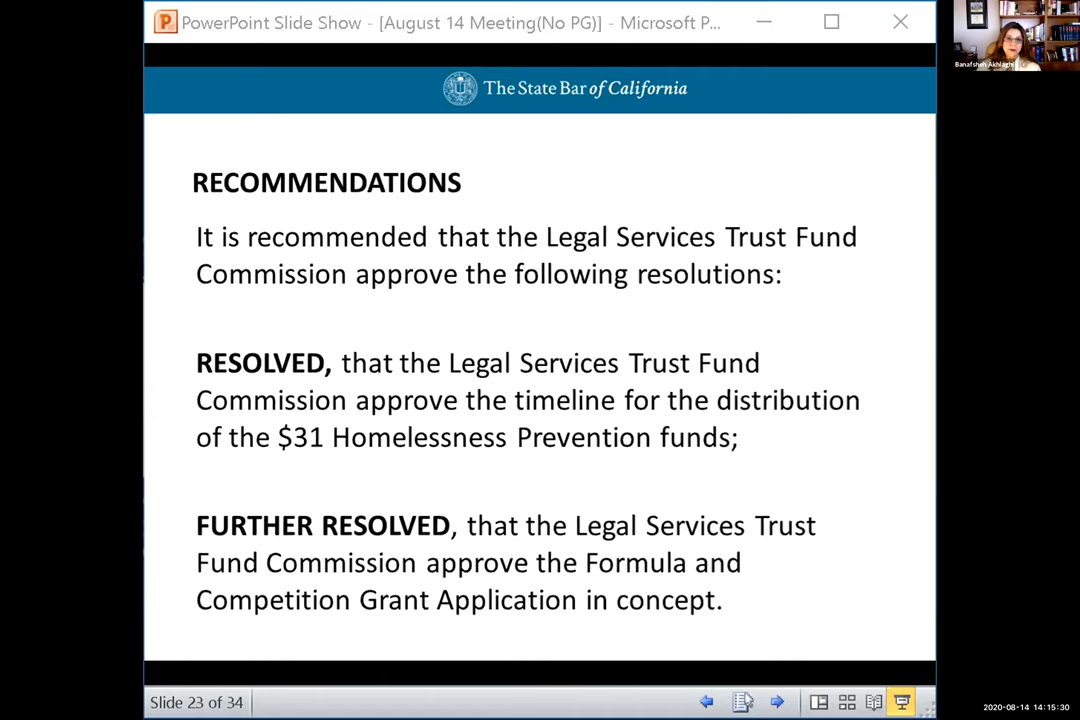 PowerPoint Slide Show - [August 14 Meeting(No PG)] - Microsoft P...
The State Bar of California
RECOMMENDATIONS
It is recommended that the Legal Services Trust Fund
Commission approve the following resolutions:
RESOLVED, that the Legal Services Trust Fund
Commission approve the timeline for the distribution
of the $31 Homelessness Prevention funds;
FURTHER RESOLVED, that the Legal Services Trust
Fund Commission approve the Formula and
Competition Grant Application in concept.
Slide 23 of 34
Banafsheh Akhlaghi
2020-08-14 14:15:30